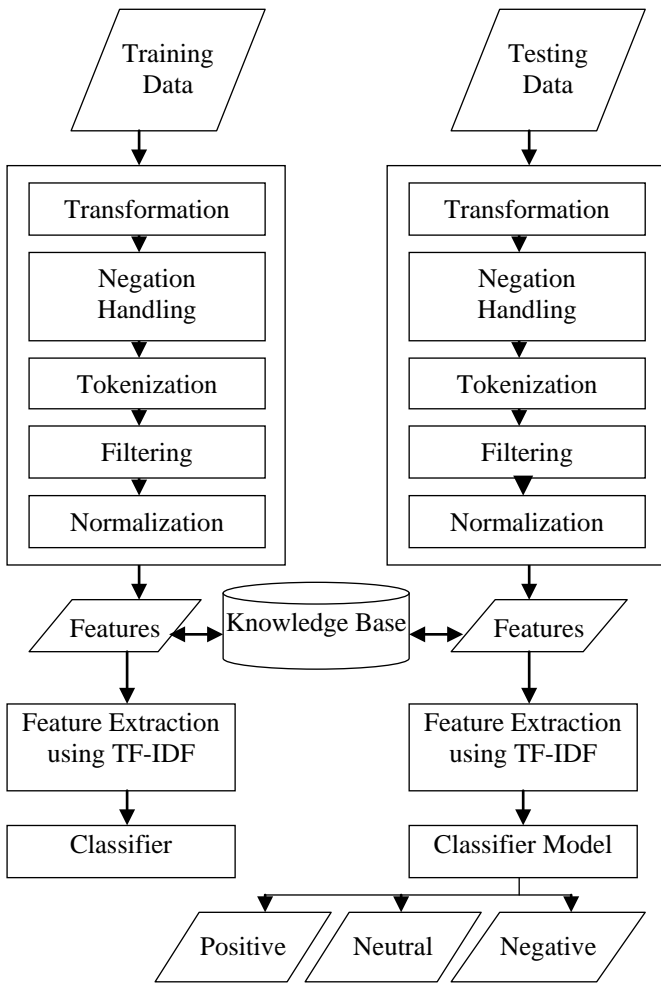 Training
Data
Testing
Data
Transformation
Negation
Handling
Tokenization
Filtering
Normalization
Transformation
Negation
Handling
Tokenization
Filtering
Normalization
Features
Knowledge Base
Features
Feature Extraction
using TF-IDF
Feature Extraction
using TF-IDF
Classifier
Classifier Model
Positive
Neutral
Negative